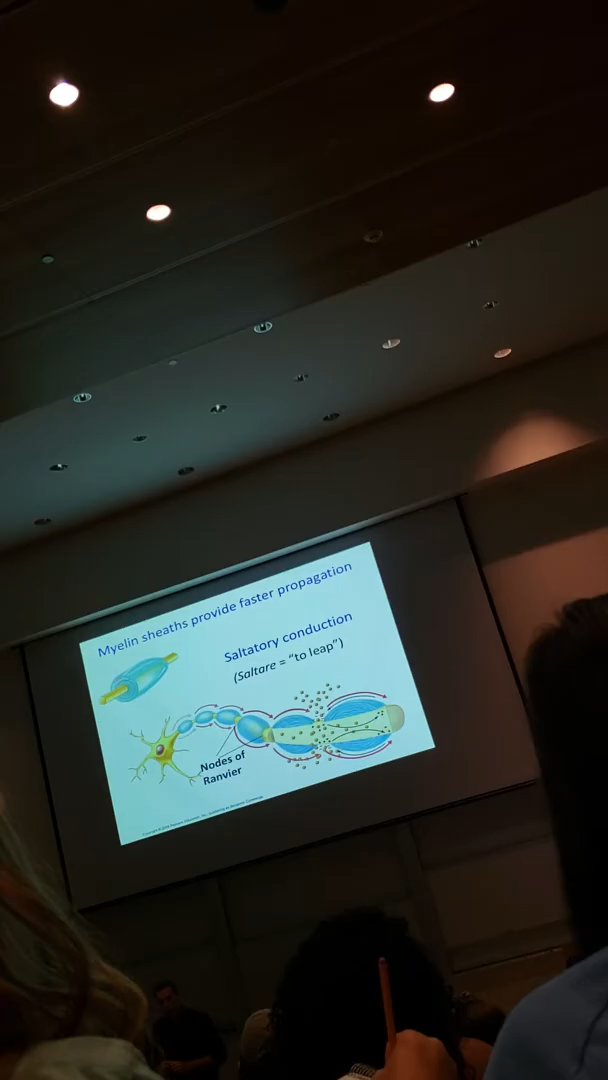 Myelin sheaths provide faster propagation
Saltatory conduction
(Saltare = "to leap")
Nodes of
Ranvier